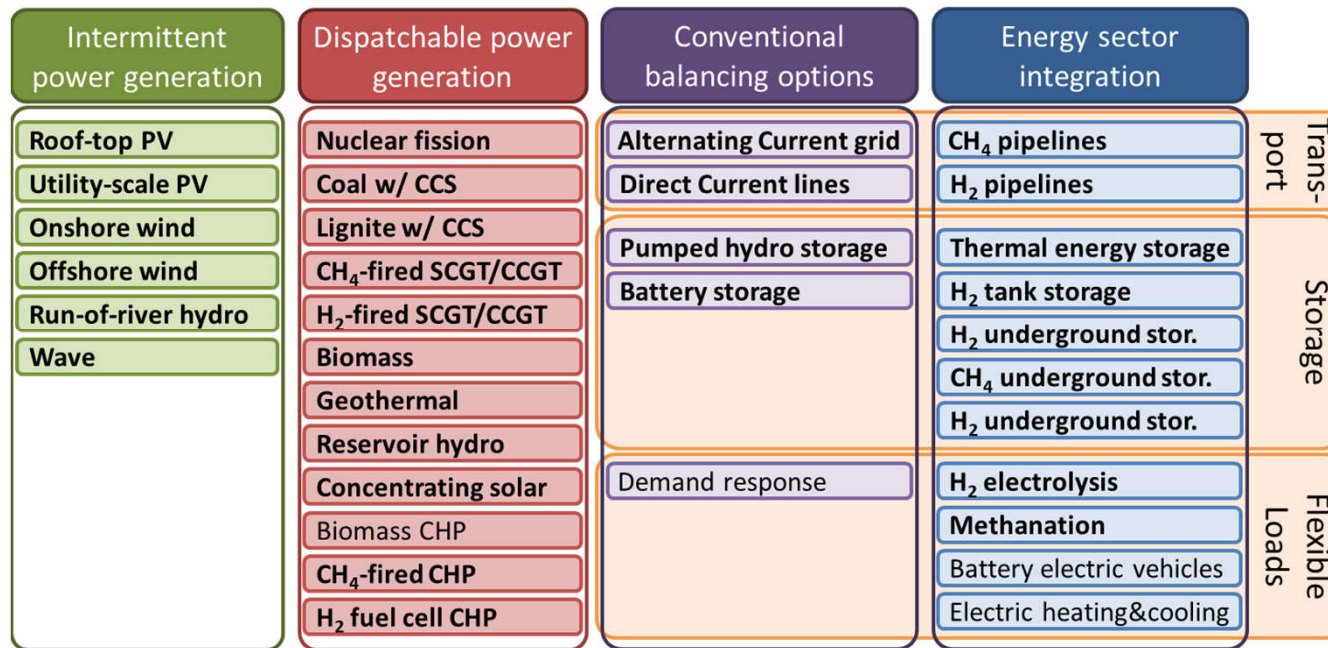 Intermittent
power generation
Roof-top PV
Utility-scale PV
Onshore wind
Offshore wind
Run-of-river hydro
Wave
Dispatchable power
generation
Nuclear fission
Coal w/ CCS
Lignite w/ CCS
CH₄-fired SCGT/CCGT
H₂-fired SCGT/CCGT
Biomass
Geothermal
Reservoir hydro
Concentrating solar
Biomass CHP
CH₄-fired CHP
H₂ fuel cell CHP
Conventional
balancing options
Alternating Current grid
Direct Current lines
Pumped hydro storage
Battery storage
Demand response
Energy sector
integration
CH₄ pipelines
H₂ pipelines
Thermal energy storage
H₂ tank storage
H₂ underground stor.
CH₄ underground stor.
H₂ underground stor.
H₂ electrolysis
Methanation
Battery electric vehicles
Electric heating&cooling
Trans-
port
Storage
Flexible
Loads